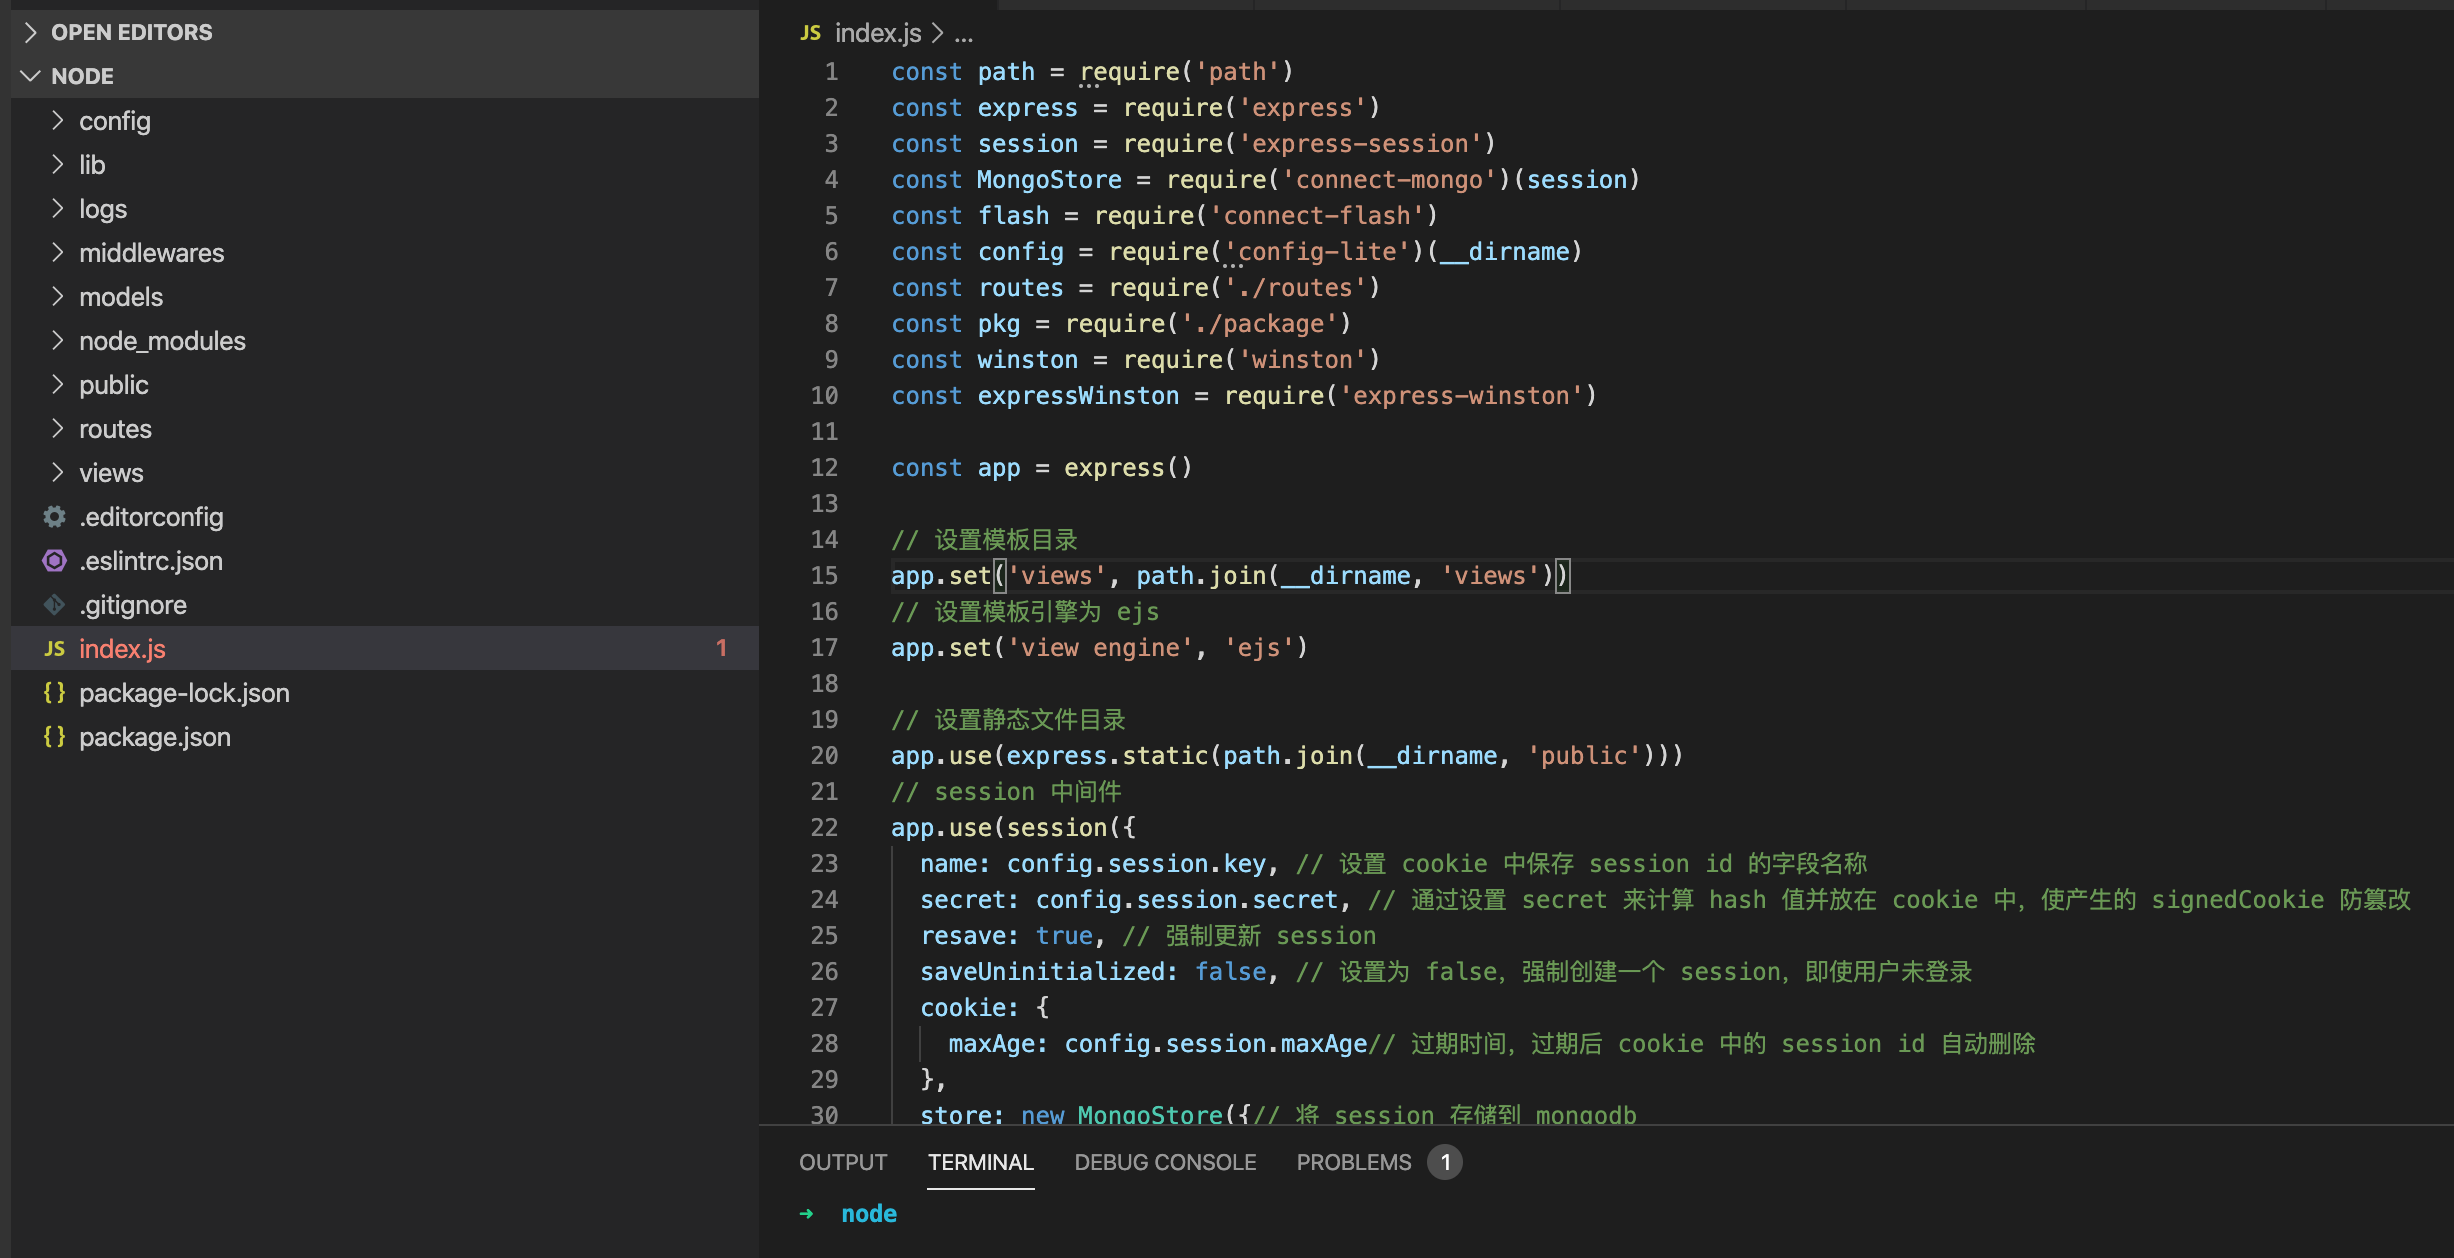 OPEN EDITORS
NODE
config
lib
logs
middlewares
models
node_modules
public
routes
views
.editorconfig
.eslintrc.json
.gitignore
JS index.js 1
{} package-lock.json
{} package.json
JS index.js > ...
1 const path = require('path')
2 const express = require('express')
3 const session = require('express-session')
4 const MongoStore = require('connect-mongo')(session)
5 const flash = require('connect-flash')
6 const config = require('config-lite')(__dirname)
7 const routes = require('./routes')
8 const pkg = require('./package')
9 const winston = require('winston')
10 const expressWinston = require('express-winston')
11
12 const app = express()
13
14 // 设置模板目录
15 app.set('views', path.join(__dirname, 'views'))
16 // 设置模板引擎为 ejs
17 app.set('view engine', 'ejs')
18
19 // 设置静态文件目录
20 app.use(express.static(path.join(__dirname, 'public')))
21 // session 中间件
22 app.use(session({
23 name: config.session.key, // 设置 cookie 中保存 session id 的字段名称
24 secret: config.session.secret, // 通过设置 secret 来计算 hash 值并放在 cookie 中，使产生的 signedCookie 防篡改
25 resave: true, // 强制更新 session
26 saveUninitialized: false, // 设置为 false，强制创建一个 session，即使用户未登录
27 cookie: {
28 maxAge: config.session.maxAge// 过期时间，过期后 cookie 中的 session id 自动删除
29 },
30 store: new MongoStore({// 将 session 存储到 mongodb
OUTPUT TERMINAL DEBUG CONSOLE PROBLEMS 1
➜ node